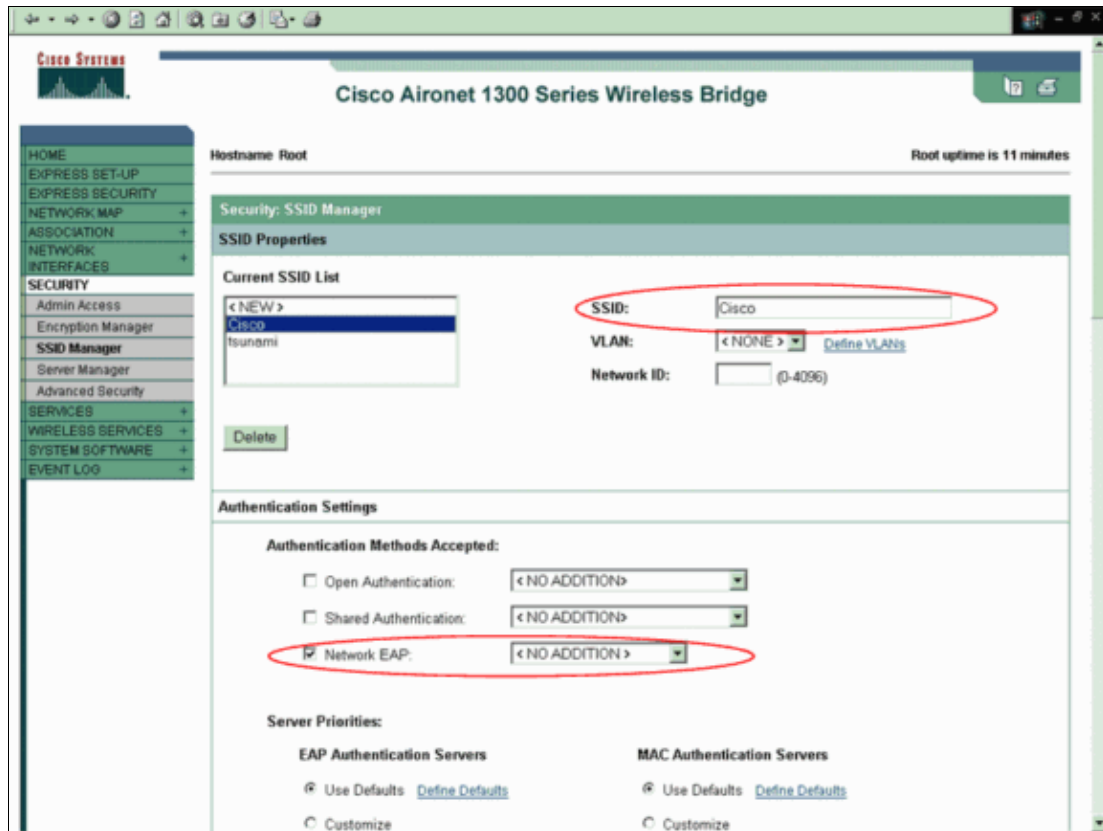 CISCO SYSTEMS
Cisco Aironet 1300 Series Wireless Bridge
HOME
EXPRESS SET-UP
EXPRESS SECURITY
NETWORK MAP +
ASSOCIATION +
NETWORK
INTERFACES +
SECURITY
Admin Access
Encryption Manager
SSID Manager
Server Manager
Advanced Security
SERVICES +
WIRELESS SERVICES +
SYSTEM SOFTWARE +
EVENT LOG +
Hostname Root
Root uptime is 11 minutes
Security: SSID Manager
SSID Properties
Current SSID List
< NEW >
Cisco
tsunami
Delete
SSID: Cisco
VLAN: < NONE > Define VLANs
Network ID: (0-4096)
Authentication Settings
Authentication Methods Accepted:
Open Authentication: < NO ADDITION>
Shared Authentication: < NO ADDITION>
Network EAP: < NO ADDITION >
Server Priorities:
EAP Authentication Servers
Use Defaults Define Defaults
Customize
MAC Authentication Servers
Use Defaults Define Defaults
Customize